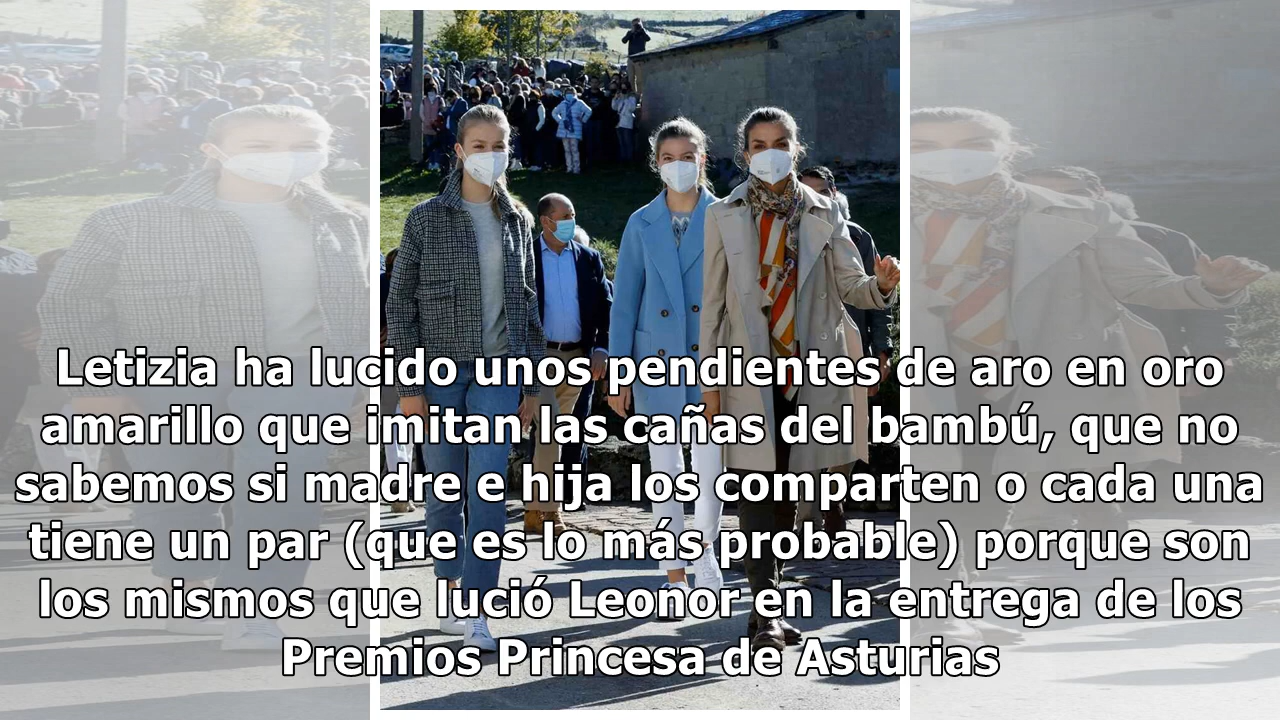 Letizia ha lucido unos pendientes de aro en oro
amarillo que imitan las cañas del bambú, que no
sabemos si madre e hija los comparten o cada una
tiene un par (que es lo más probable) porque son
los mismos que lució Leonor en la entrega de los
Premios Princesa de Asturias